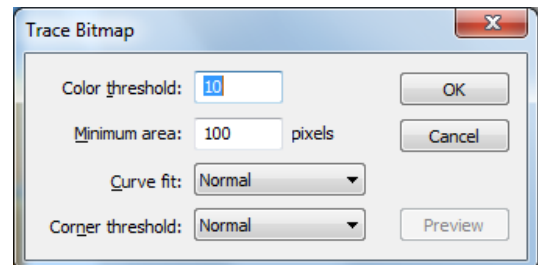 Trace Bitmap
Color threshold: 10 OK
Minimum area: 100 pixels Cancel
Curve fit: Normal
Corner threshold: Normal Preview